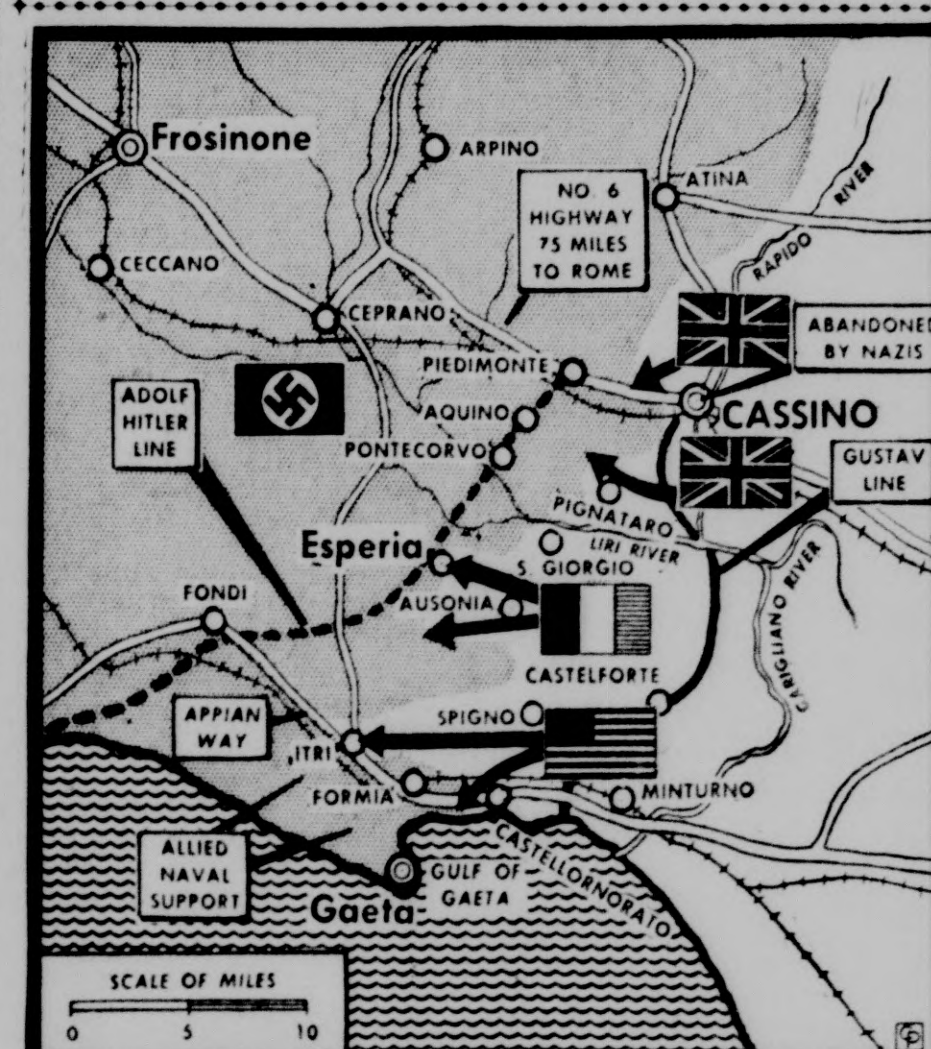 Frosinone
ARPINO
NO. 6
HIGHWAY
75 MILES
TO ROME
ATINA
RAPIDO RIVER
CECCANO
CEPRANO
ABANDONED
BY NAZIS
PIEDIMONTE
ADOLF
HITLER
LINE
AQUINO
CASSINO
PONTECORVO
GUSTAV
LINE
PIGNATARO
LIRI RIVER
Esperia
S. GIORGIO
CARIGLIANO RIVER
FONDI
AUSONIA
CASTELFORTE
APPIAN
WAY
SPIGNO
ITRI
FORMIA
MINTURNO
CASTELLORNORATO
ALLIED
NAVAL
SUPPORT
GULF OF
GAETA
Gaeta
SCALE OF MILES
0 5 10
CP